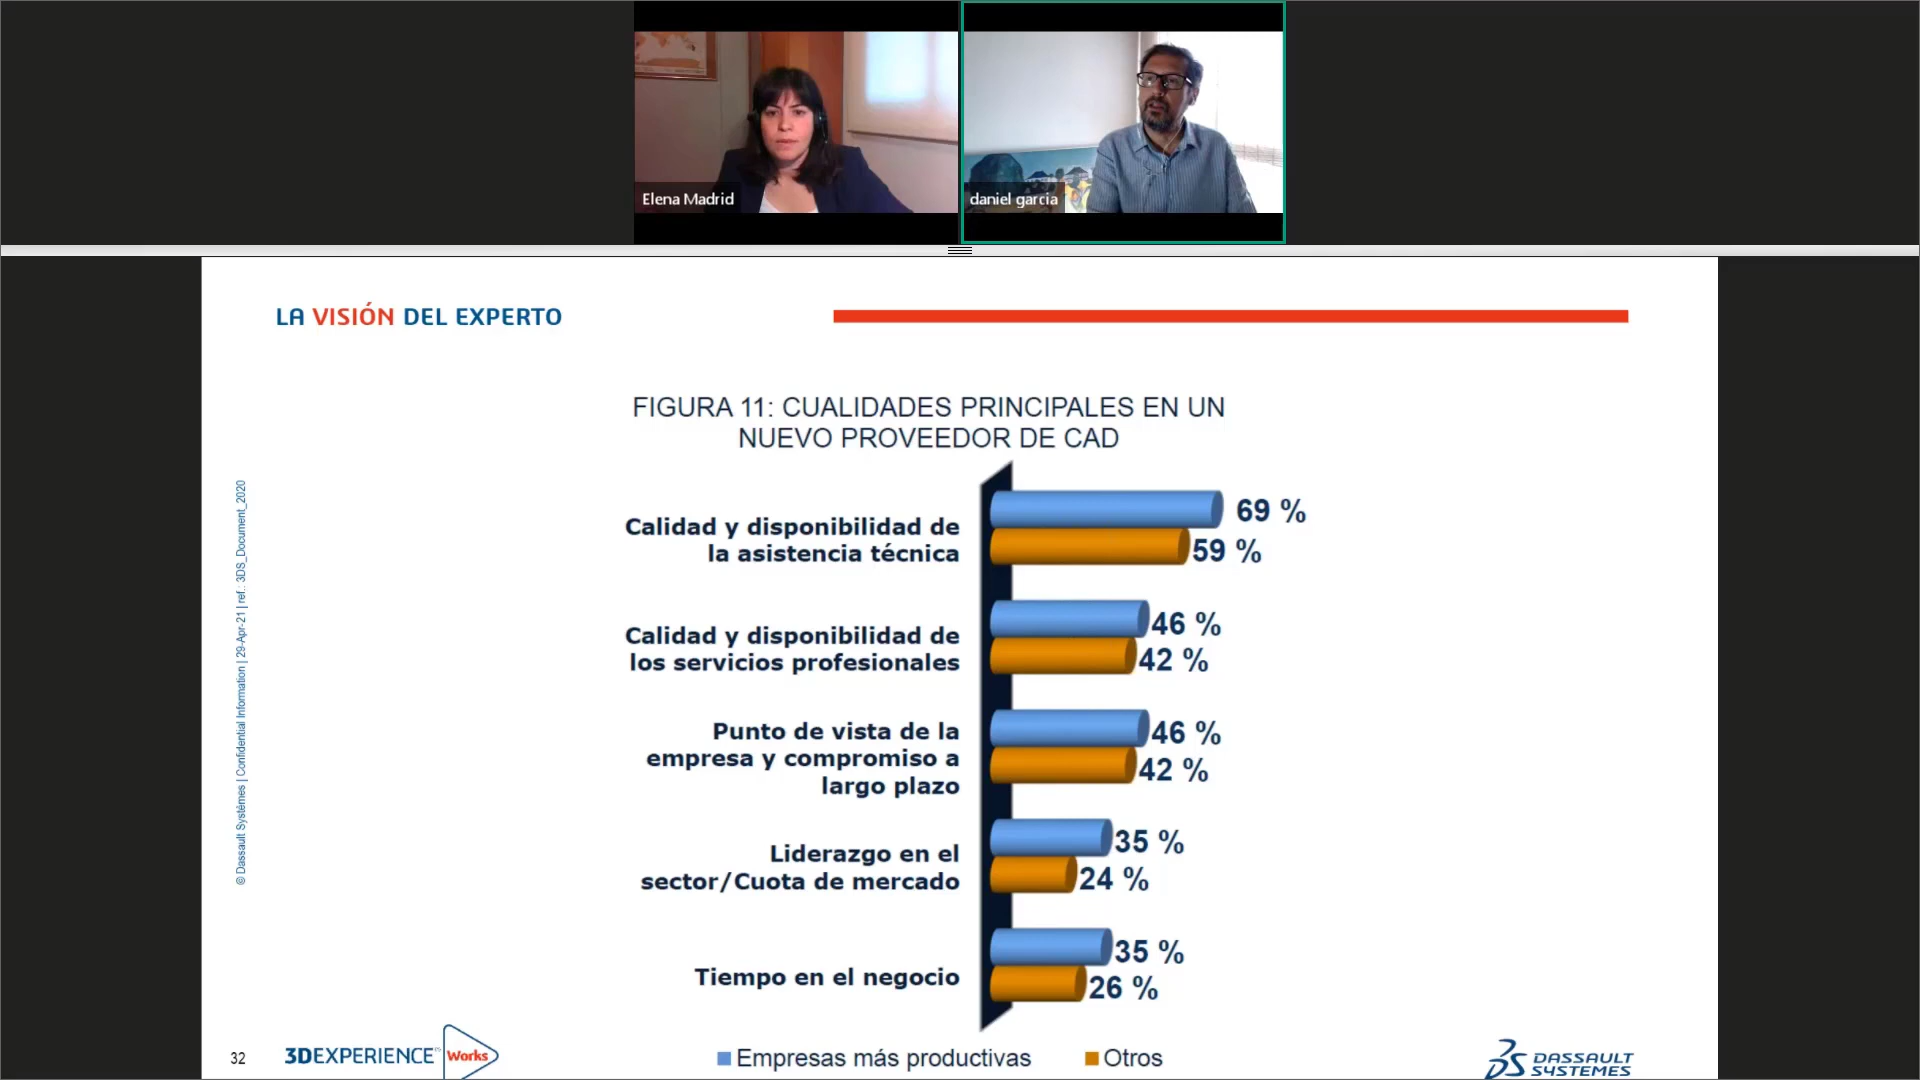 Elena Madrid
daniel garcia
LA VISIÓN DEL EXPERTO
FIGURA 11: CUALIDADES PRINCIPALES EN UN
NUEVO PROVEEDOR DE CAD
Calidad y disponibilidad de
la asistencia técnica
69 %
59 %
Calidad y disponibilidad de
los servicios profesionales
46 %
42 %
Punto de vista de la
empresa y compromiso a
largo plazo
46 %
42 %
Liderazgo en el
sector/Cuota de mercado
35 %
24 %
Tiempo en el negocio
35 %
26 %
Empresas más productivas
Otros
© Dassault Systèmes | Confidential Information | 29-Apr-21 | ref.: 3DS_Document_2020
32
3DEXPERIENCE Works
DASSAULT
SYSTEMES